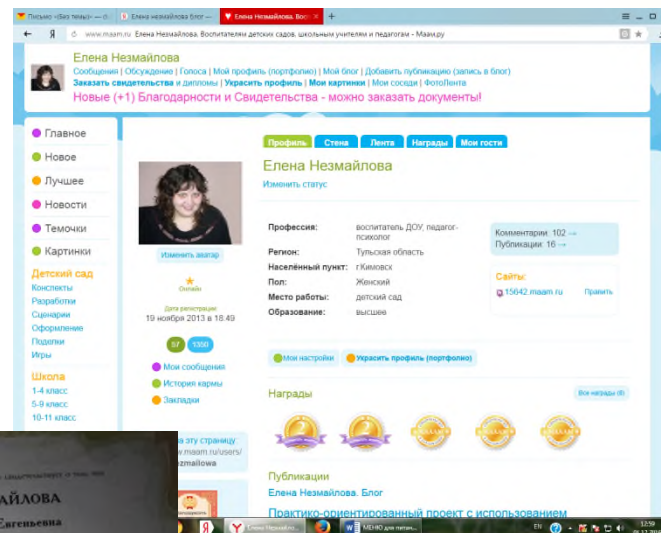 Письмо «(Без темы)» — о
Елена незмайлова блог —
Елена Незмайлова. Вос
www.maam.ru Елена Незмайлова. Воспитателям детских садов, школьным учителям и педагогам - Маам.ру
Елена Незмайлова
Сообщения | Обсуждение | Голоса | Мой профиль (портфолио) | Мой блог | Добавить публикацию (запись в блог)
Заказать свидетельства и дипломы | Украсить профиль | Мои картинки | Мои соседи | ФотоЛента
Новые (+1) Благодарности и Свидетельства - можно заказать документы!
Главное
Новое
Лучшее
Новости
Темочки
Картинки
Детский сад
Конспекты
Разработки
Сценарии
Оформление
Поделки
Игры
Школа
1-4 класс
5-9 класс
10-11 класс
Изменить аватар
Онлайн
Дата регистрации:
19 ноября 2013 в 18:49
57 1350
Мои сообщения
История кармы
Закладки
на эту страницу:
w.maam.ru/users/
ezmailowa
Профиль Стена Лента Награды Мои гости
Елена Незмайлова
Изменить статус
Профессия: воспитатель ДОУ, педагог-
психолог
Регион: Тульская область
Населённый пункт: г.Кимовск
Пол: Женский
Место работы: детский сад
Образование: высшее
Комментарии: 102 →
Публикации: 16 →
Сайты:
15642.maam.ru Править
Мои настройки Украсить профиль (портфолио)
Награды
Все награды (8)
Публикации
Елена Незмайлова. Блог
Практико-ориентированный проект с использованием
АЙЛОВА
Евгеньевна
Елена Незмайло...
МЕНЮ для питан...
EN
12:59